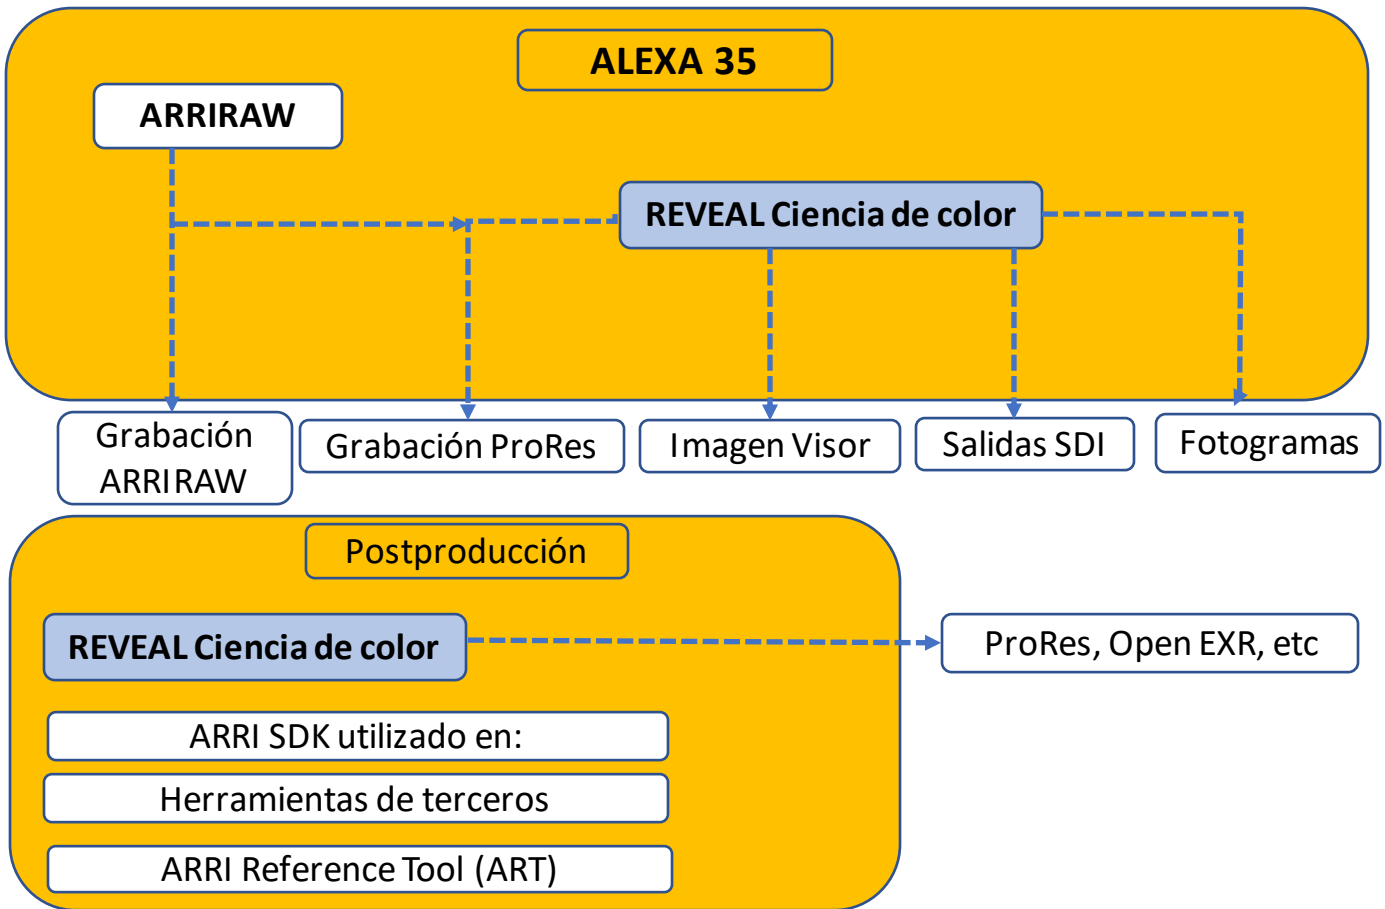 ALEXA 35
ARRIRAW
REVEAL Ciencia de color
Grabación
ARRIRAW
Grabación ProRes
Imagen Visor
Salidas SDI
Fotogramas
Postproducción
REVEAL Ciencia de color
ProRes, Open EXR, etc
ARRI SDK utilizado en:
Herramientas de terceros
ARRI Reference Tool (ART)